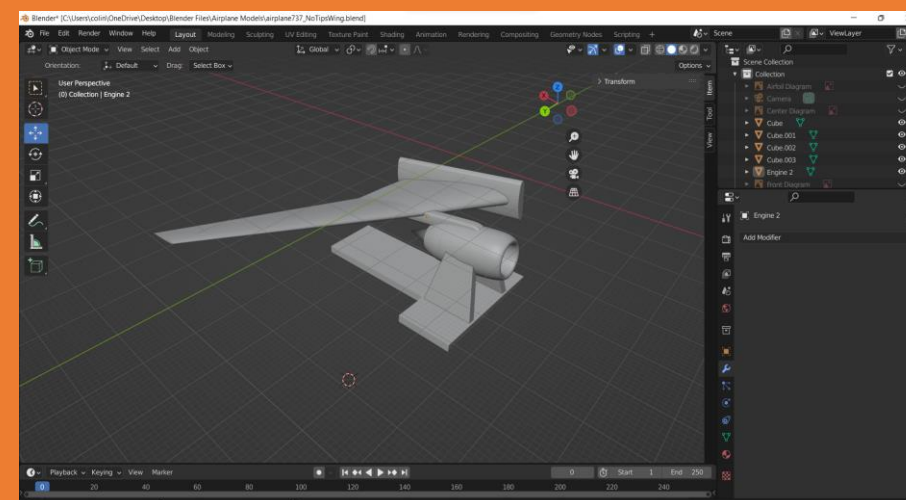 Blender* [C:\Users\colin\OneDrive\Desktop\Blender Files\Airplane Models\airplane737_NoTipsWing.blend]
File Edit Render Window Help Layout Modeling Sculpting UV Editing Texture Paint Shading Animation Rendering Compositing Geometry Nodes Scripting + Scene ViewLayer
Object Mode View Select Add Object Global
Orientation: Default Drag: Select Box Options
User Perspective
(0) Collection | Engine 2
Transform
Item
Tool
View
X
Y
Z
Scene Collection
Collection
Airfoil Diagram
Camera
Center Diagram
Cube
Cube.001
Cube.002
Cube.003
Engine 2
Front Diagram
Engine 2
Add Modifier
Playback Keying View Marker 0 Start 1 End 250
0 20 40 60 80 100 120 140 160 180 200 220 240